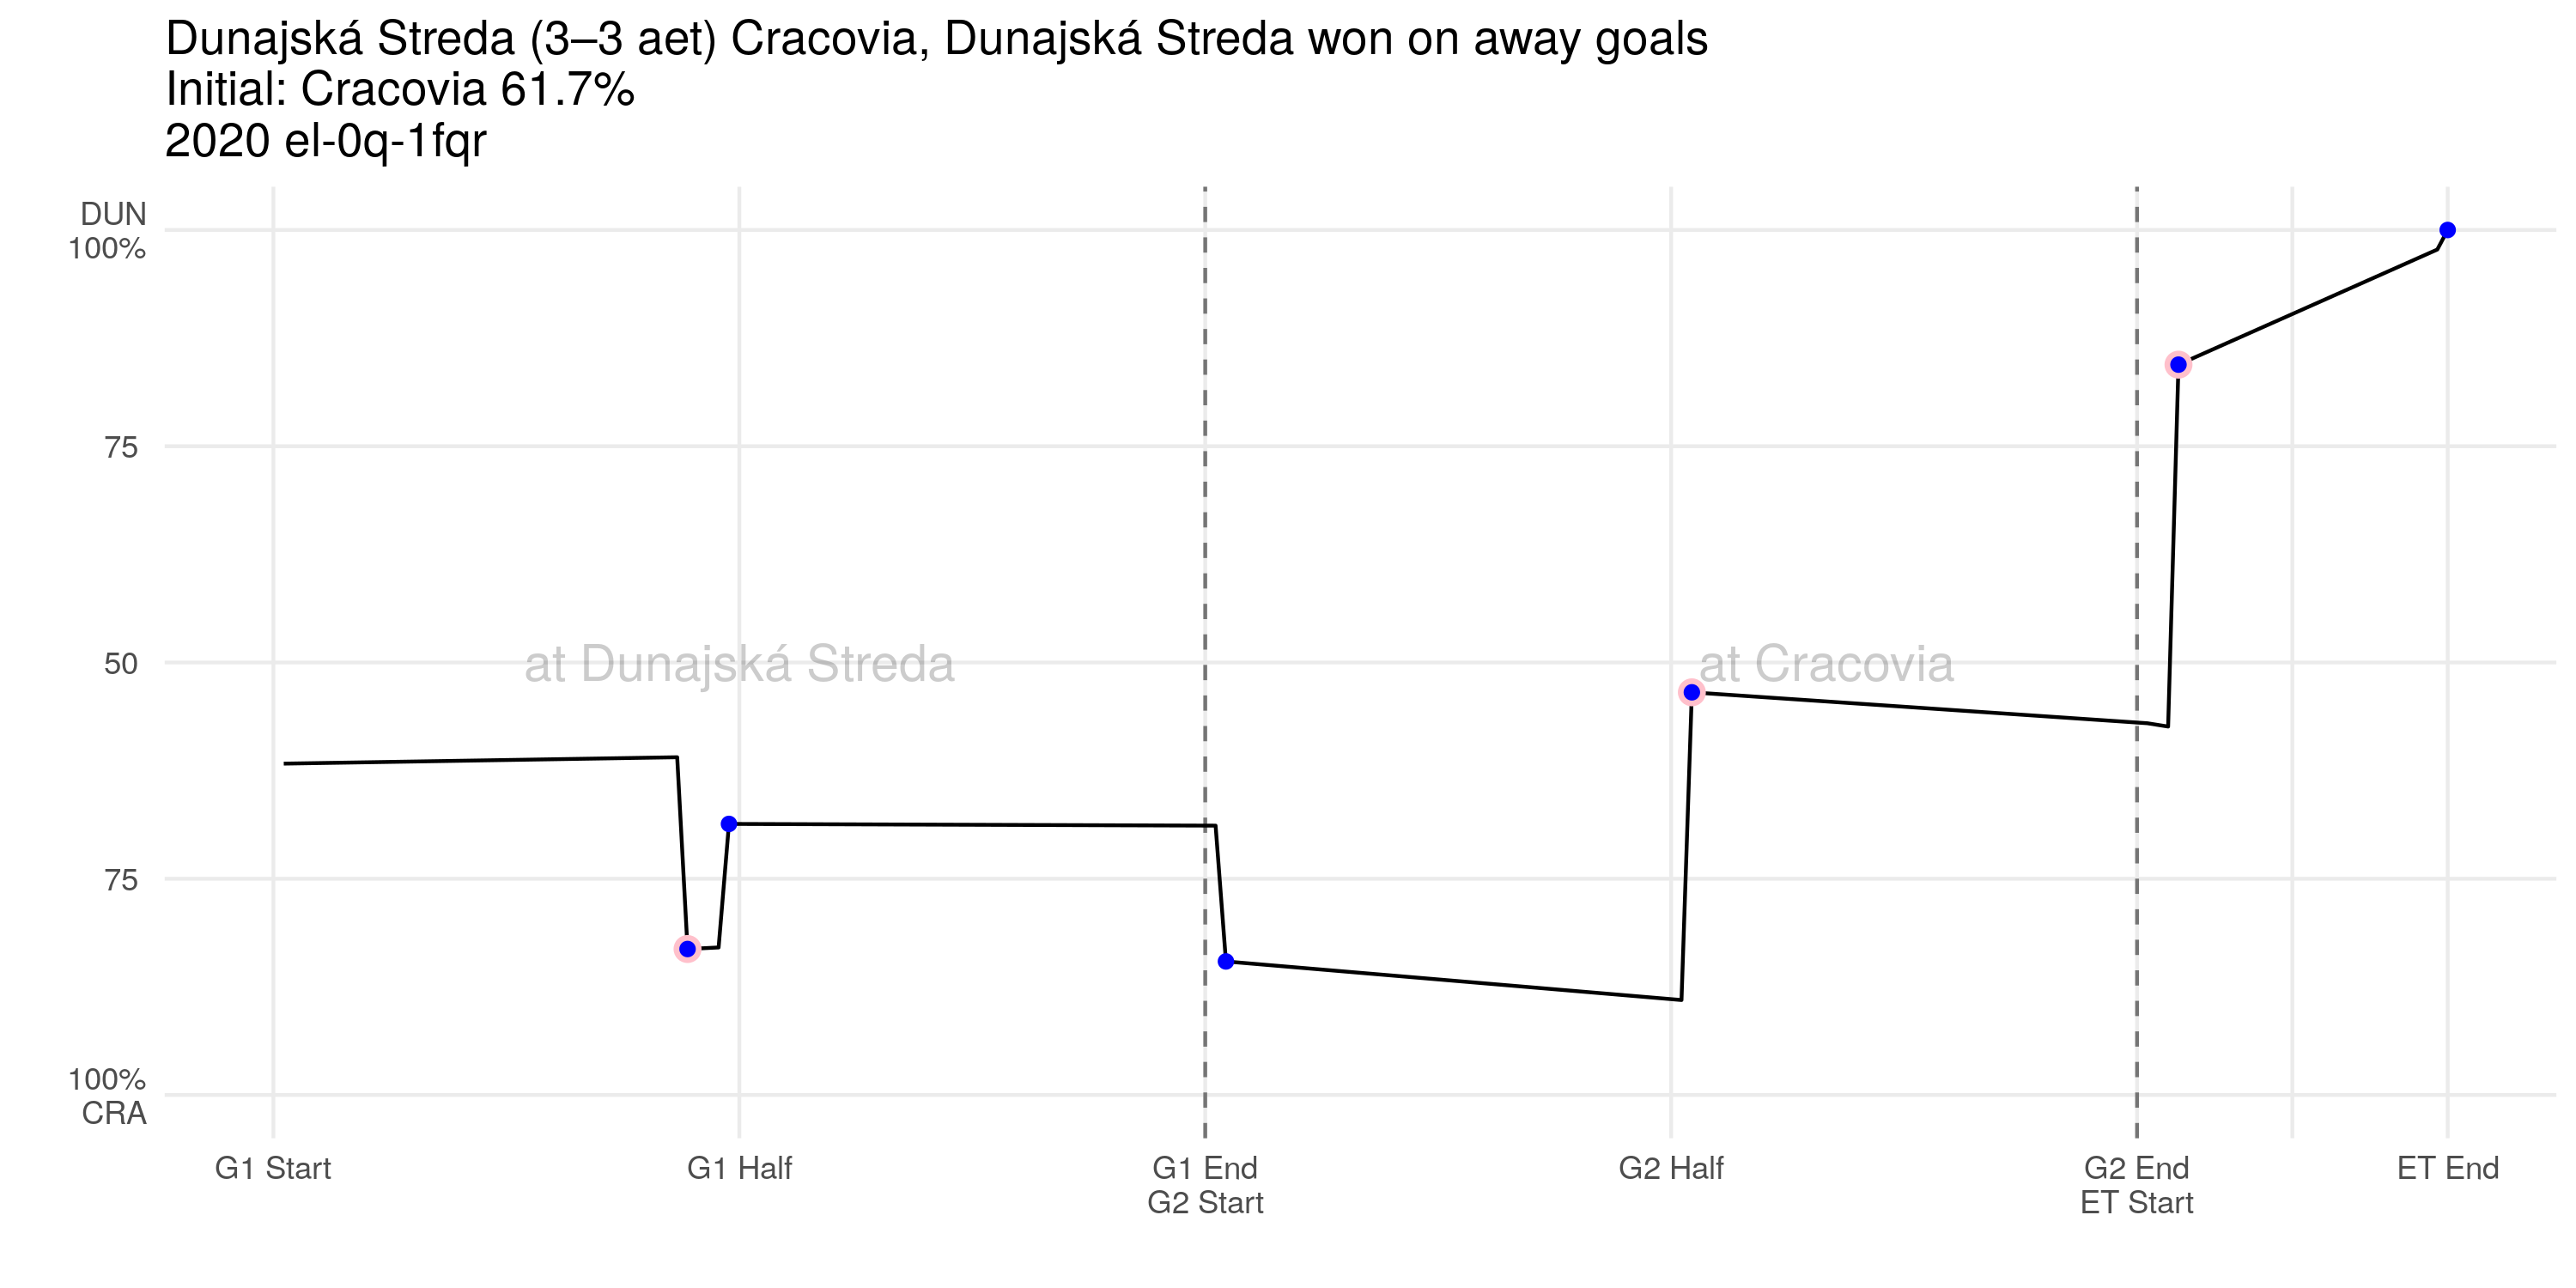 Dunajská Streda (3–3 aet) Cracovia, Dunajská Streda won on away goals
Initial: Cracovia 61.7%
2020 el-0q-1fqr
DUN
100%
75
50
75
100%
CRA
at Dunajská Streda
at Cracovia
G1 Start
G1 Half
G1 End
G2 Start
G2 Half
G2 End
ET Start
ET End